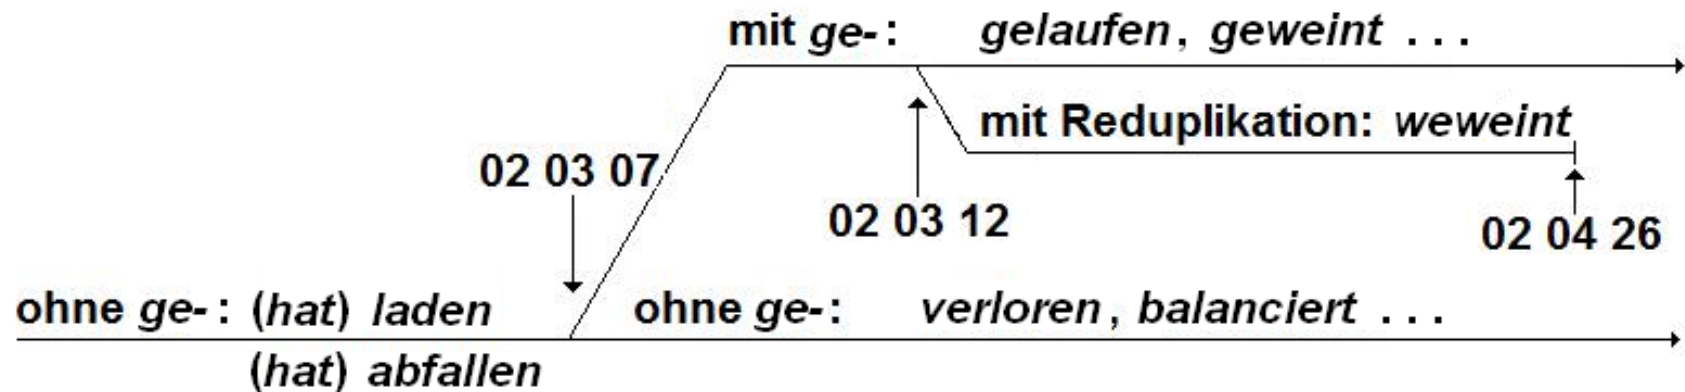 mit ge-: gelaufen, geweint ...
mit Reduplikation: weweint
02 03 07
02 03 12
02 04 26
ohne ge-: (hat) laden
ohne ge-: verloren, balanciert ...
(hat) abfallen